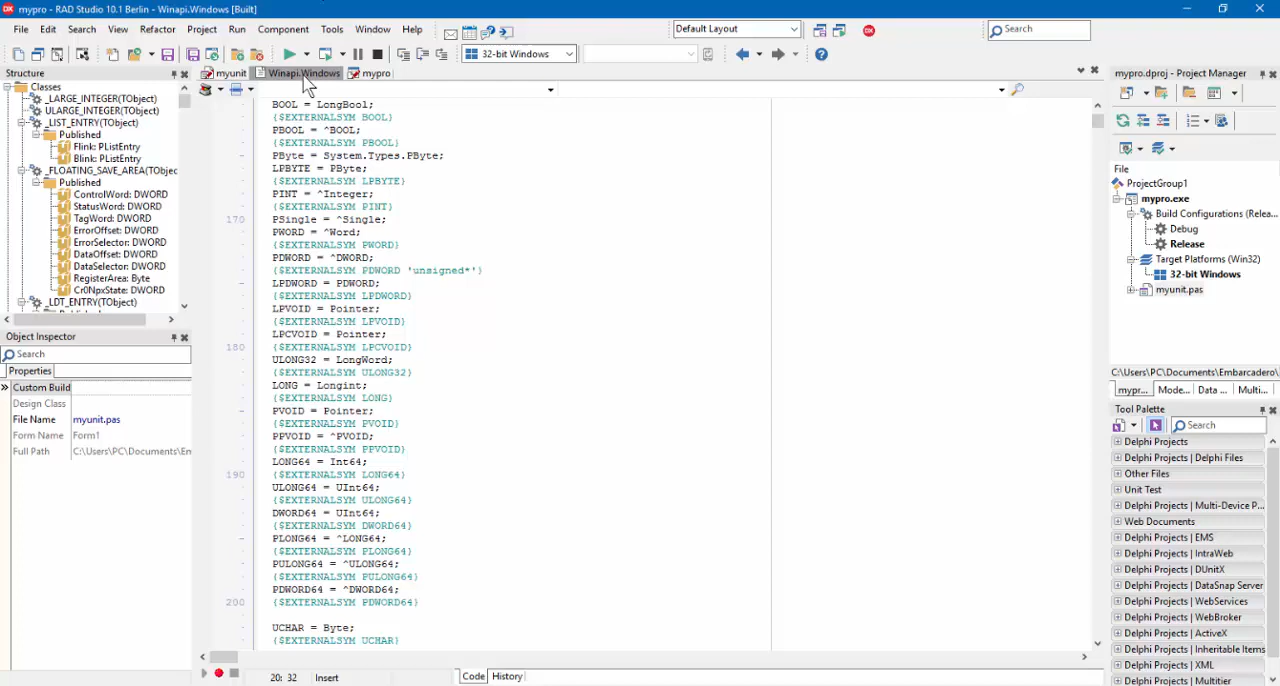 mypro - RAD Studio 10.1 Berlin - Winapi.Windows [Built]
File Edit Search View Refactor Project Run Component Tools Window Help
Default Layout
Search
32-bit Windows
Structure
Classes
_LARGE_INTEGER(TObject)
ULARGE_INTEGER(TObject)
_LIST_ENTRY(TObject)
Published
Flink: PListEntry
Blink: PListEntry
_FLOATING_SAVE_AREA(TObjec
Published
ControlWord: DWORD
StatusWord: DWORD
TagWord: DWORD
ErrorOffset: DWORD
ErrorSelector: DWORD
DataOffset: DWORD
DataSelector: DWORD
RegisterArea: Byte
Cr0NpxState: DWORD
_LDT_ENTRY(TObject)
Object Inspector
Search
Properties
Custom Build
Design Class
File Name myunit.pas
Form Name Form1
Full Path C:\Users\PC\Documents\Em
myunit Winapi.Windows mypro
BOOL = LongBool;
{$EXTERNALSYM BOOL}
PBOOL = ^BOOL;
{$EXTERNALSYM PBOOL}
PByte = System.Types.PByte;
LPBYTE = PByte;
{$EXTERNALSYM LPBYTE}
PINT = ^Integer;
{$EXTERNALSYM PINT}
170 PSingle = ^Single;
PWORD = ^Word;
{$EXTERNALSYM PWORD}
PDWORD = ^DWORD;
{$EXTERNALSYM PDWORD 'unsigned*'}
LPDWORD = PDWORD;
{$EXTERNALSYM LPDWORD}
LPVOID = Pointer;
{$EXTERNALSYM LPVOID}
LPCVOID = Pointer;
180 {$EXTERNALSYM LPCVOID}
ULONG32 = LongWord;
{$EXTERNALSYM ULONG32}
LONG = Longint;
{$EXTERNALSYM LONG}
PVOID = Pointer;
{$EXTERNALSYM PVOID}
PPVOID = ^PVOID;
{$EXTERNALSYM PPVOID}
LONG64 = Int64;
190 {$EXTERNALSYM LONG64}
ULONG64 = UInt64;
{$EXTERNALSYM ULONG64}
DWORD64 = UInt64;
{$EXTERNALSYM DWORD64}
PLONG64 = ^LONG64;
{$EXTERNALSYM PLONG64}
PULONG64 = ^ULONG64;
{$EXTERNALSYM PULONG64}
PDWORD64 = ^DWORD64;
200 {$EXTERNALSYM PDWORD64}
UCHAR = Byte;
{$EXTERNALSYM UCHAR}
20: 32 Insert Code History
mypro.dproj - Project Manager
File
ProjectGroup1
mypro.exe
Build Configurations (Relea...
Debug
Release
Target Platforms (Win32)
32-bit Windows
myunit.pas
C:\Users\PC\Documents\Embarcadero\
mypr... Mode... Data ... Multi...
Tool Palette
Search
Delphi Projects
Delphi Projects | Delphi Files
Other Files
Unit Test
Delphi Projects | Multi-Device P...
Web Documents
Delphi Projects | EMS
Delphi Projects | IntraWeb
Delphi Projects | DUnitX
Delphi Projects | DataSnap Server
Delphi Projects | WebServices
Delphi Projects | WebBroker
Delphi Projects | ActiveX
Delphi Projects | Inheritable Items
Delphi Projects | XML
Delphi Projects | Multitier